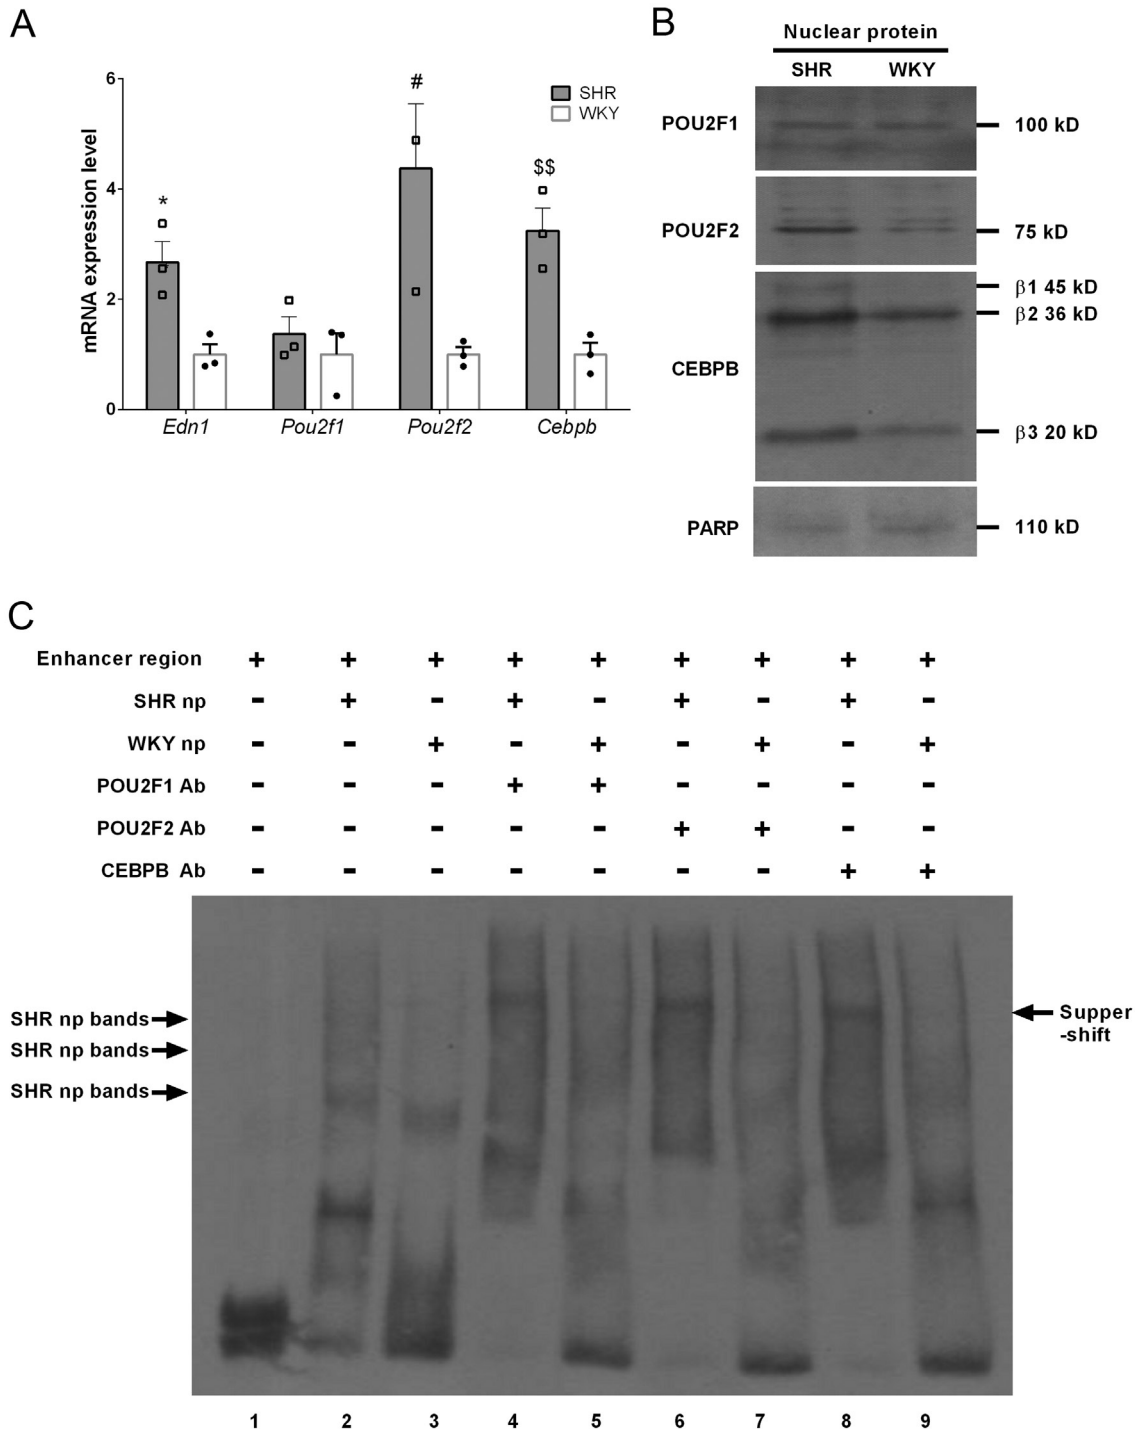 A
mRNA expression level
6
4
2
0
*
#
$$
SHR
WKY
Edn1 Pou2f1 Pou2f2 Cebpb
B
Nuclear protein
SHR WKY
POU2F1 100 kD
POU2F2 75 kD
CEBPB
β1 45 kD
β2 36 kD
β3 20 kD
PARP 110 kD
C
Enhancer region + + + + + + + + +
SHR np - + - + - + - + -
WKY np - - + - + - + - +
POU2F1 Ab - - - + + - - - -
POU2F2 Ab - - - - - + + - -
CEBPB Ab - - - - - - - + +
SHR np bands
SHR np bands
SHR np bands
Supper
-shift
1 2 3 4 5 6 7 8 9